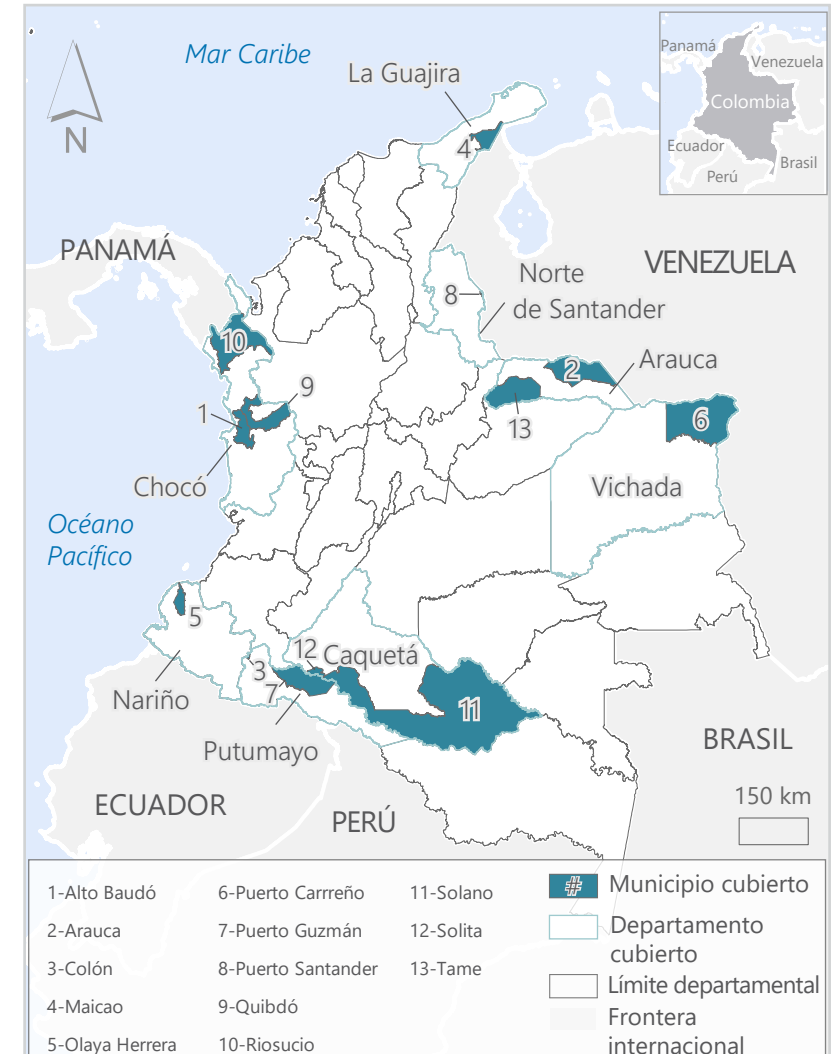 Mar Caribe
La Guajira
N
4
Panamá
Venezuela
Colombia
Ecuador
Perú
Brasil
PANAMÁ
VENEZUELA
Norte
de Santander
8
10
Arauca
2
9
1
13
6
Chocó
Vichada
Océano
Pacífico
5
12
Caquetá
3
7
11
Nariño
Putumayo
BRASIL
ECUADOR
PERÚ
150 km
1-Alto Baudó
2-Arauca
3-Colón
4-Maicao
5-Olaya Herrera
6-Puerto Carrreño
7-Puerto Guzmán
8-Puerto Santander
9-Quibdó
10-Riosucio
11-Solano
12-Solita
13-Tame
# Municipio cubierto
Departamento
cubierto
Límite departamental
Frontera
internacional